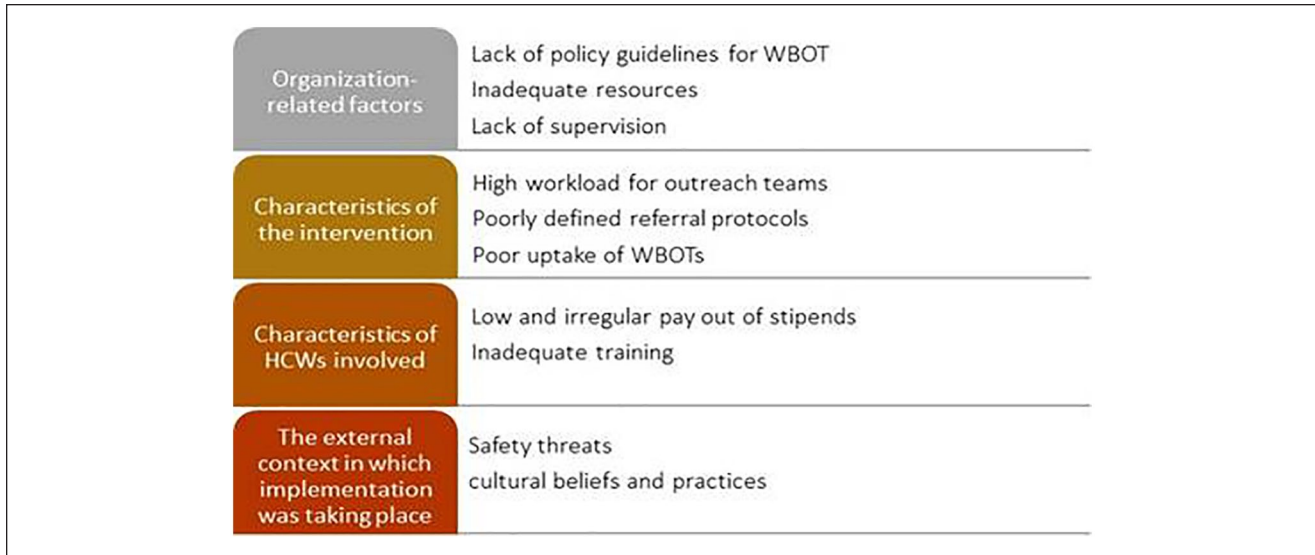 Organization-
related factors
Lack of policy guidelines for WBOT
Inadequate resources
Lack of supervision
Characteristics of
the intervention
High workload for outreach teams
Poorly defined referral protocols
Poor uptake of WBOTs
Characteristics of
HCWs involved
Low and irregular pay out of stipends
Inadequate training
The external
context in which
implementation
was taking place
Safety threats
cultural beliefs and practices